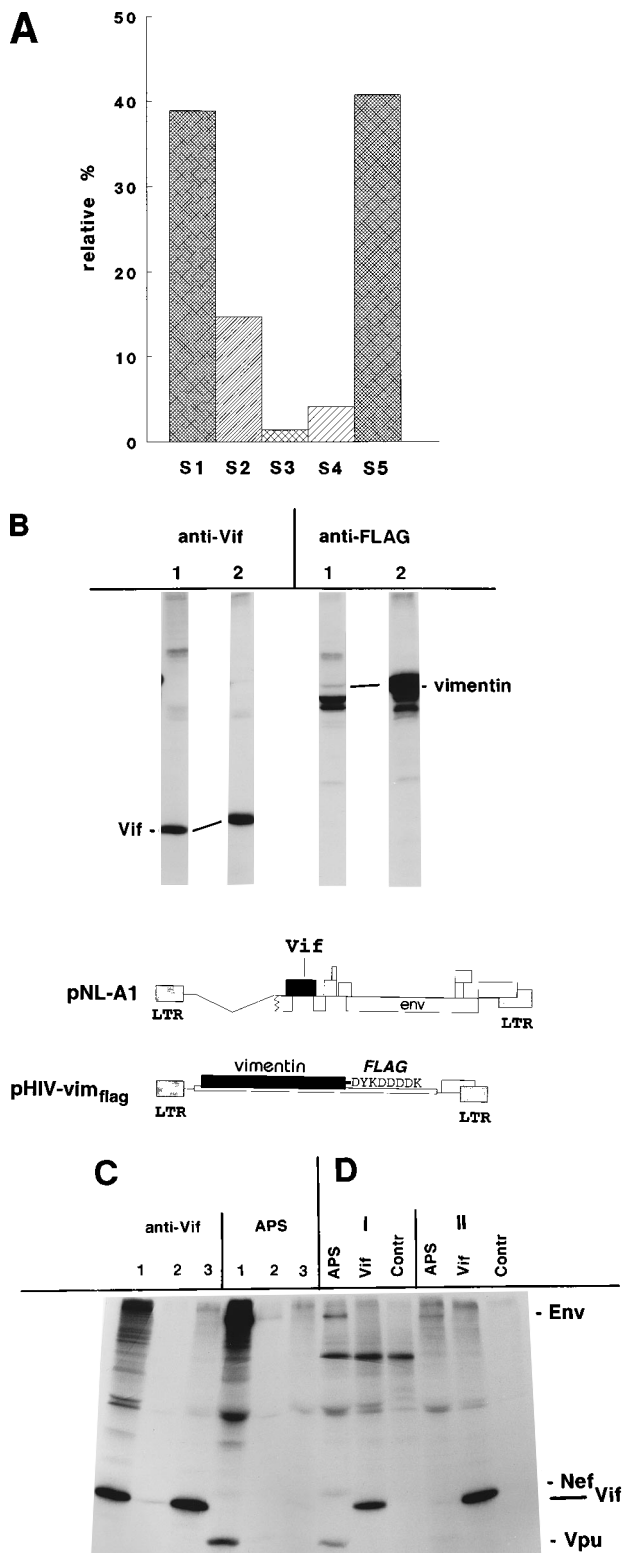 A
50
40
30
20
10
0
relative %
S1 S2 S3 S4 S5
B
anti-Vif anti-FLAG
1 2 1 2
- vimentin
Vif -
Vif
pNL-A1
LTR env LTR
vimentin FLAG
pHIV-vimflag
DYKDDDDK
LTR LTR
C D
anti-Vif APS I II
1 2 3 1 2 3 APS Vif Contr APS Vif Contr
- Env
- Nef
Vif
- Vpu